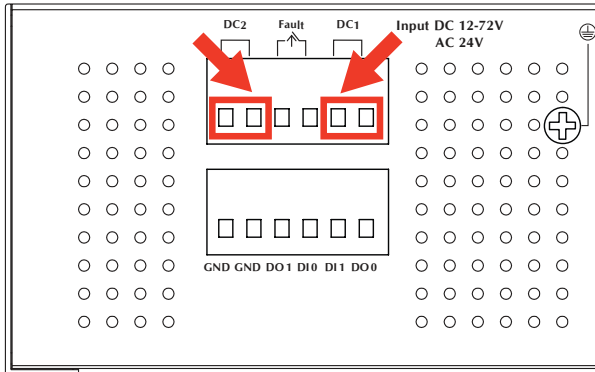 DC2 Fault DC1 Input DC 12-72V
AC 24V
GND GND DO1 DI0 DI1 DO0